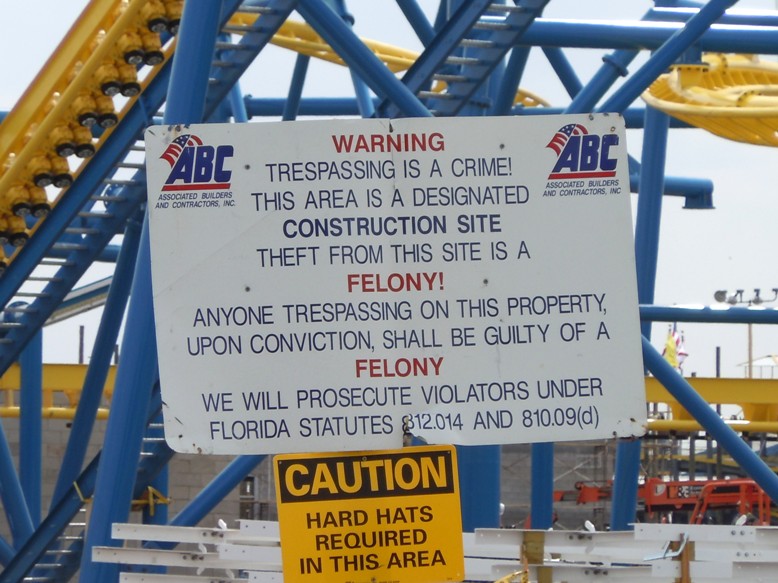 WARNING
ABC
ASSOCIATED BUILDERS
AND CONTRACTORS, INC.
ABC
ASSOCIATED BUILDERS
AND CONTRACTORS, INC.
TRESPASSING IS A CRIME!
THIS AREA IS A DESIGNATED
CONSTRUCTION SITE
THEFT FROM THIS SITE IS A
FELONY!
ANYONE TRESPASSING ON THIS PROPERTY,
UPON CONVICTION, SHALL BE GUILTY OF A
FELONY
WE WILL PROSECUTE VIOLATORS UNDER
FLORIDA STATUTES 812.014 AND 810.09(d)
CAUTION
HARD HATS
REQUIRED
IN THIS AREA